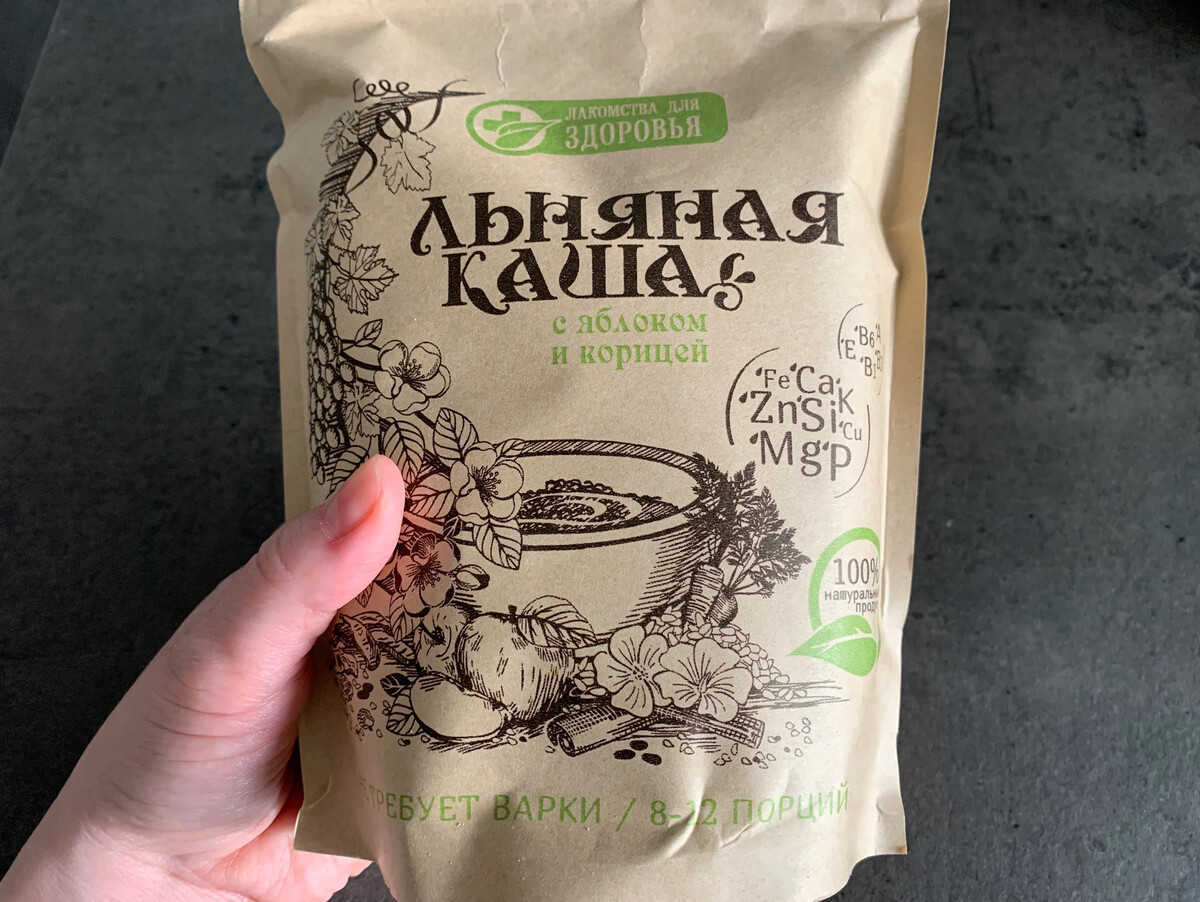 ЛАКОМСТВА ДЛЯ
ЗДОРОВЬЯ
ЛЬНЯНАЯ
КАША
с яблоком
и корицей
E B6 A
B1
Fe Ca K
Zn Si Cu
Mg P
100%
ТРЕБУЕТ ВАРКИ / 8-12 ПОРЦИЙ